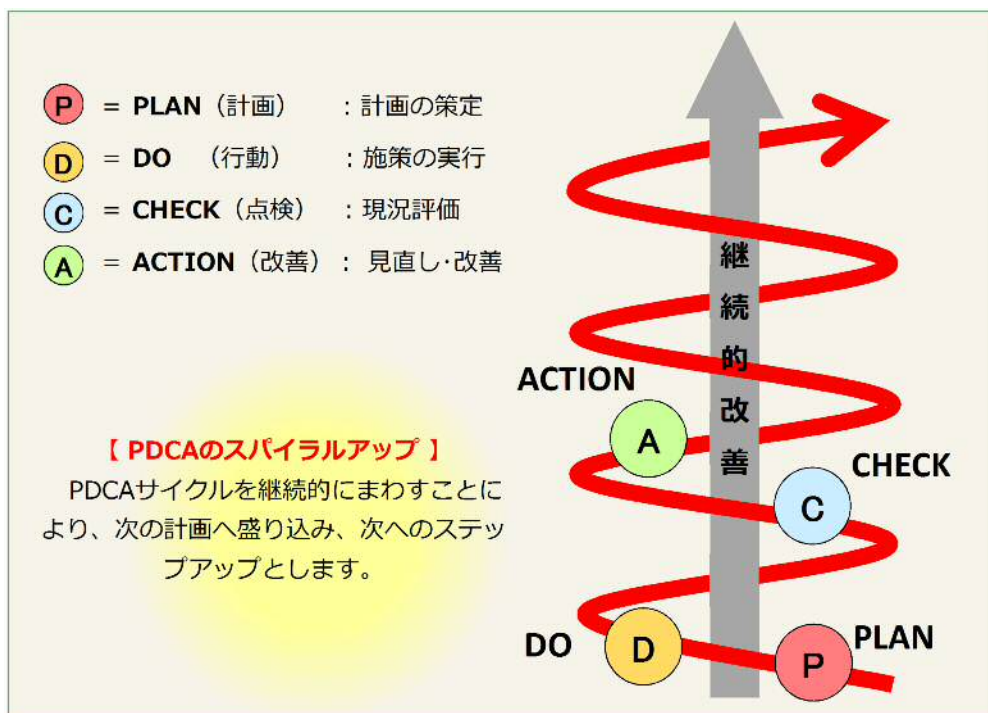 P = PLAN（計画）　：計画の策定
D = DO　（行動）　：施策の実行
C = CHECK（点検）　：現況評価
A = ACTION（改善）： 見直し･改善
【 PDCAのスパイラルアップ 】
PDCAサイクルを継続的にまわすことに
より、次の計画へ盛り込み、次へのステッ
プアップとします。
継続的改善
ACTION
A
CHECK
C
DO
D
PLAN
P